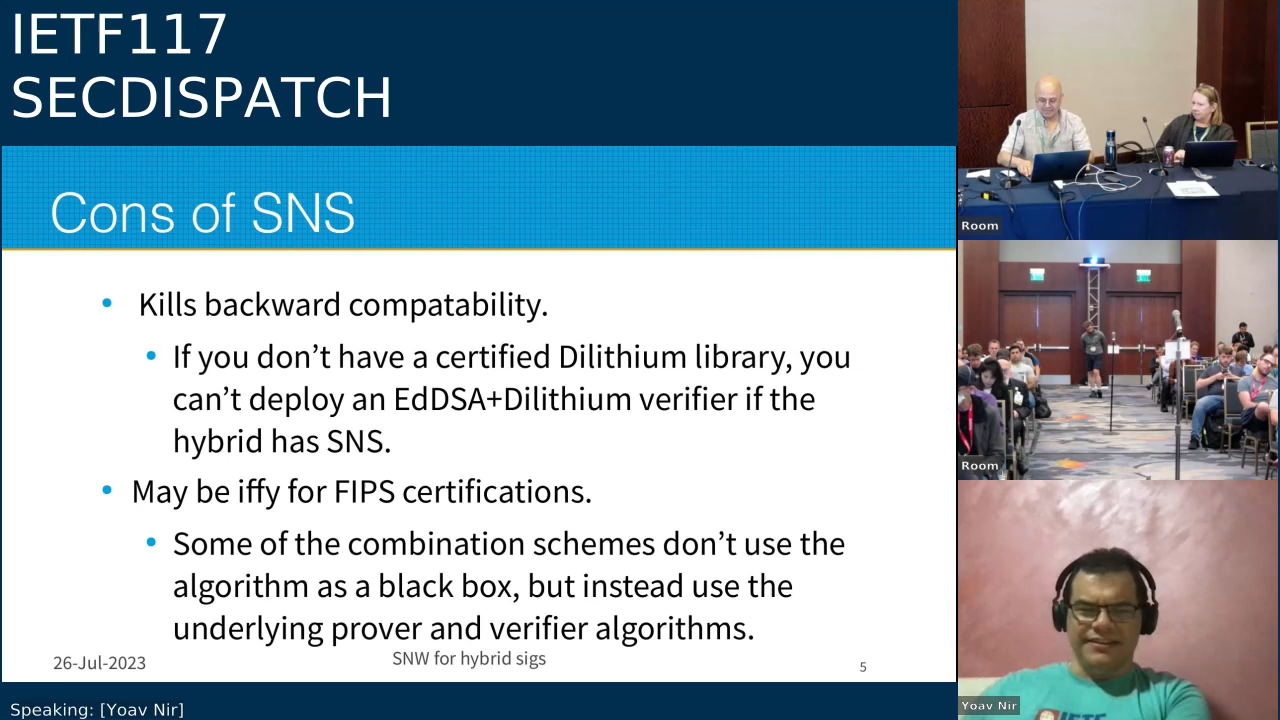 IETF117
SECDISPATCH
Cons of SNS
• Kills backward compatability.
• If you don’t have a certified Dilithium library, you
can’t deploy an EdDSA+Dilithium verifier if the
hybrid has SNS.
• May be iffy for FIPS certifications.
• Some of the combination schemes don’t use the
algorithm as a black box, but instead use the
underlying prover and verifier algorithms.
26-Jul-2023
SNW for hybrid sigs
5
Speaking: [Yoav Nir]
Room
Room
Yoav Nir
IETF